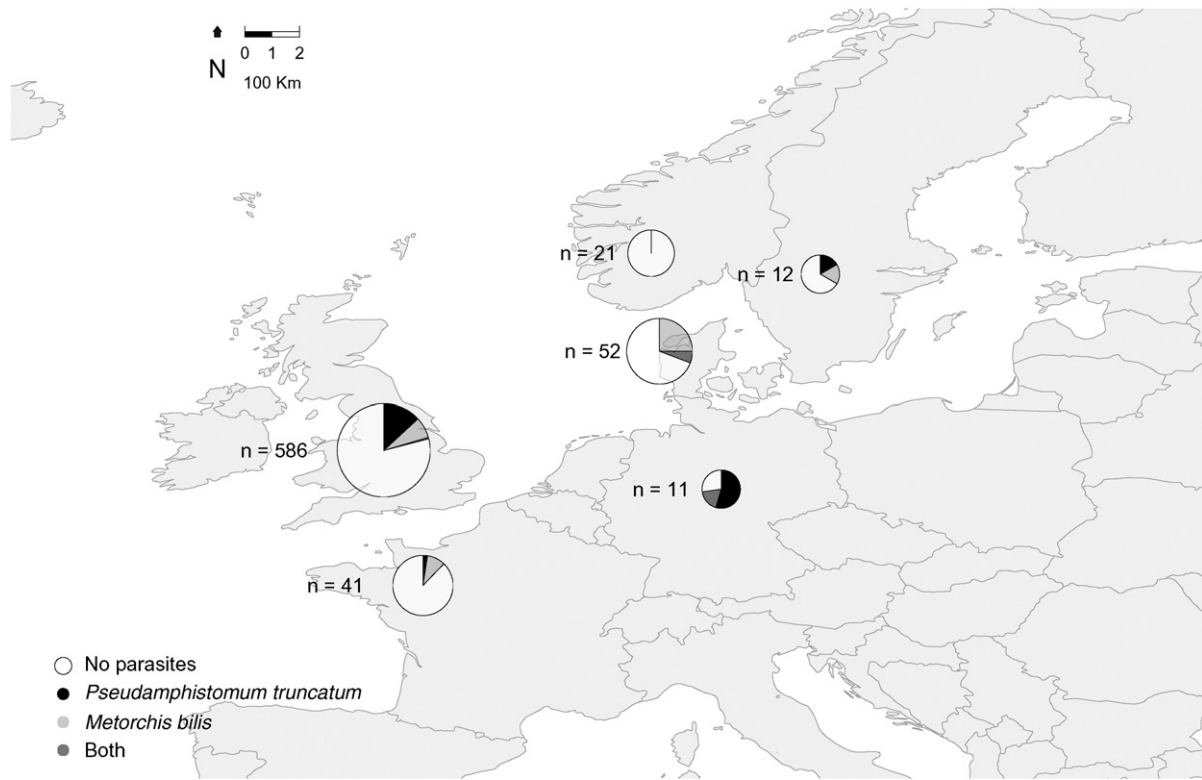 0 1 2
N
100 Km
n = 21
n = 12
n = 52
n = 586
n = 11
n = 41
No parasites
Pseudamphistomum truncatum
Metorchis bilis
Both